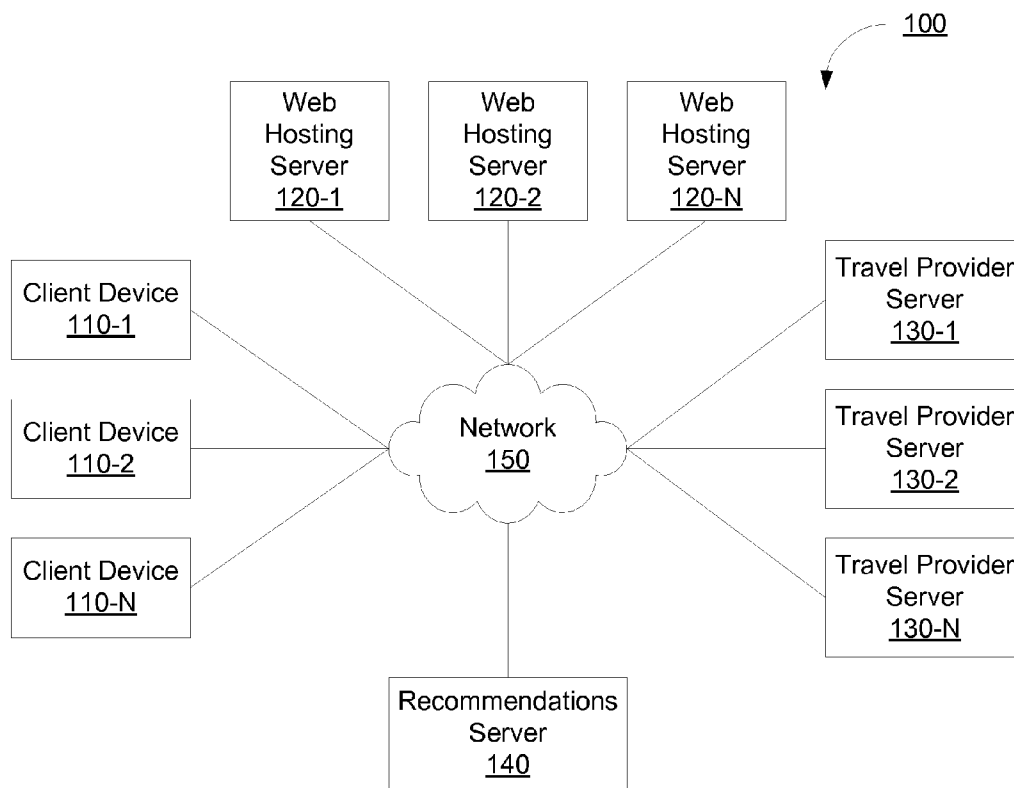 100
Web
Hosting
Server
120-1
Web
Hosting
Server
120-2
Web
Hosting
Server
120-N
Client Device
110-1
Client Device
110-2
Client Device
110-N
Network
150
Travel Provider
Server
130-1
Travel Provider
Server
130-2
Travel Provider
Server
130-N
Recommendations
Server
140